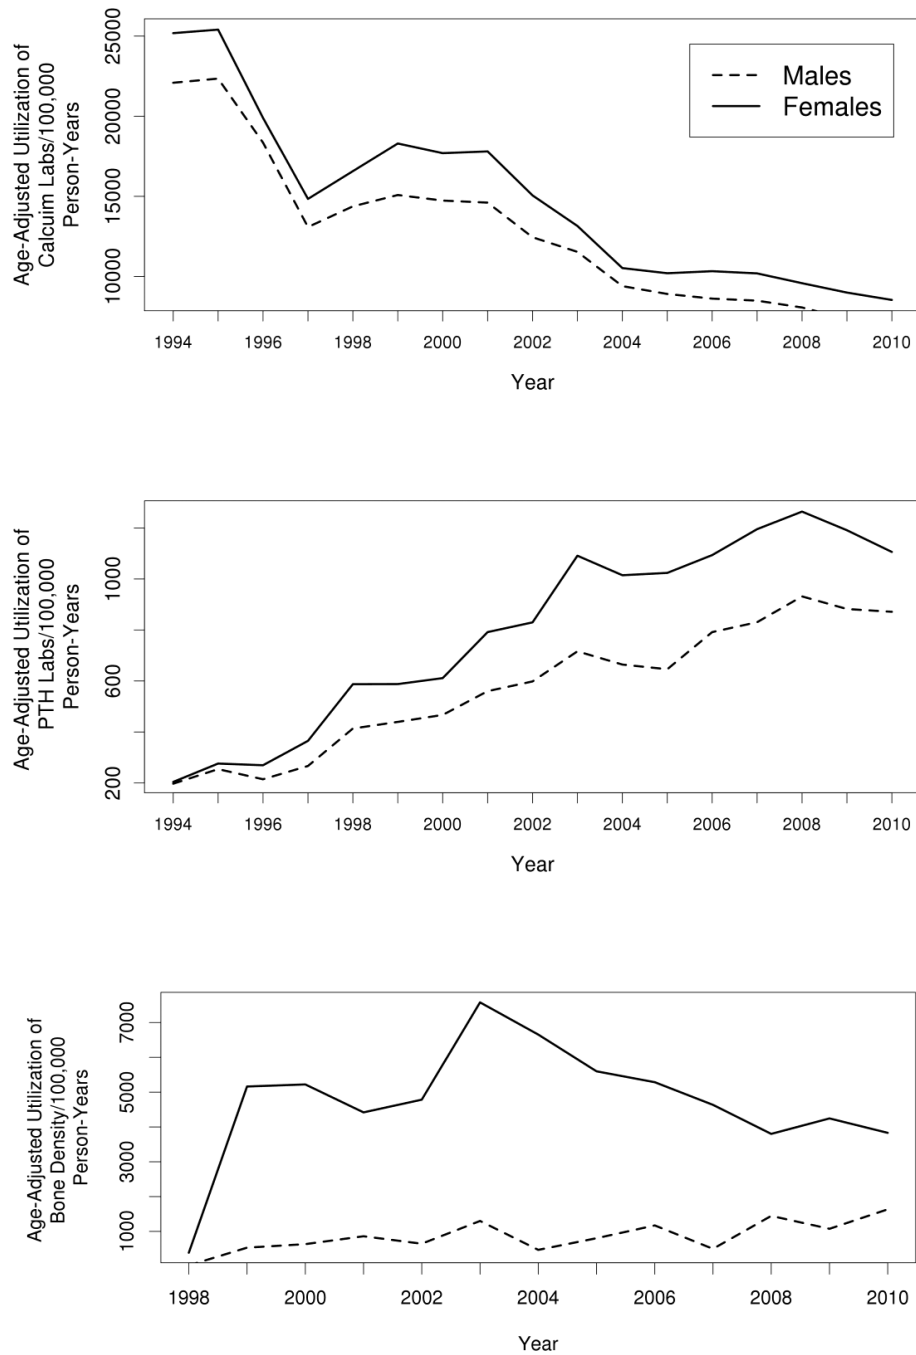 Age-Adjusted Utilization of
Calcuim Labs/100,000
Person-Years
25000
20000
15000
10000
Males
Females
1994 1996 1998 2000 2002 2004 2006 2008 2010
Year
Age-Adjusted Utilization of
PTH Labs/100,000
Person-Years
1000
600
200
1994 1996 1998 2000 2002 2004 2006 2008 2010
Year
Age-Adjusted Utilization of
Bone Density/100,000
Person-Years
7000
5000
3000
1000
1998 2000 2002 2004 2006 2008 2010
Year